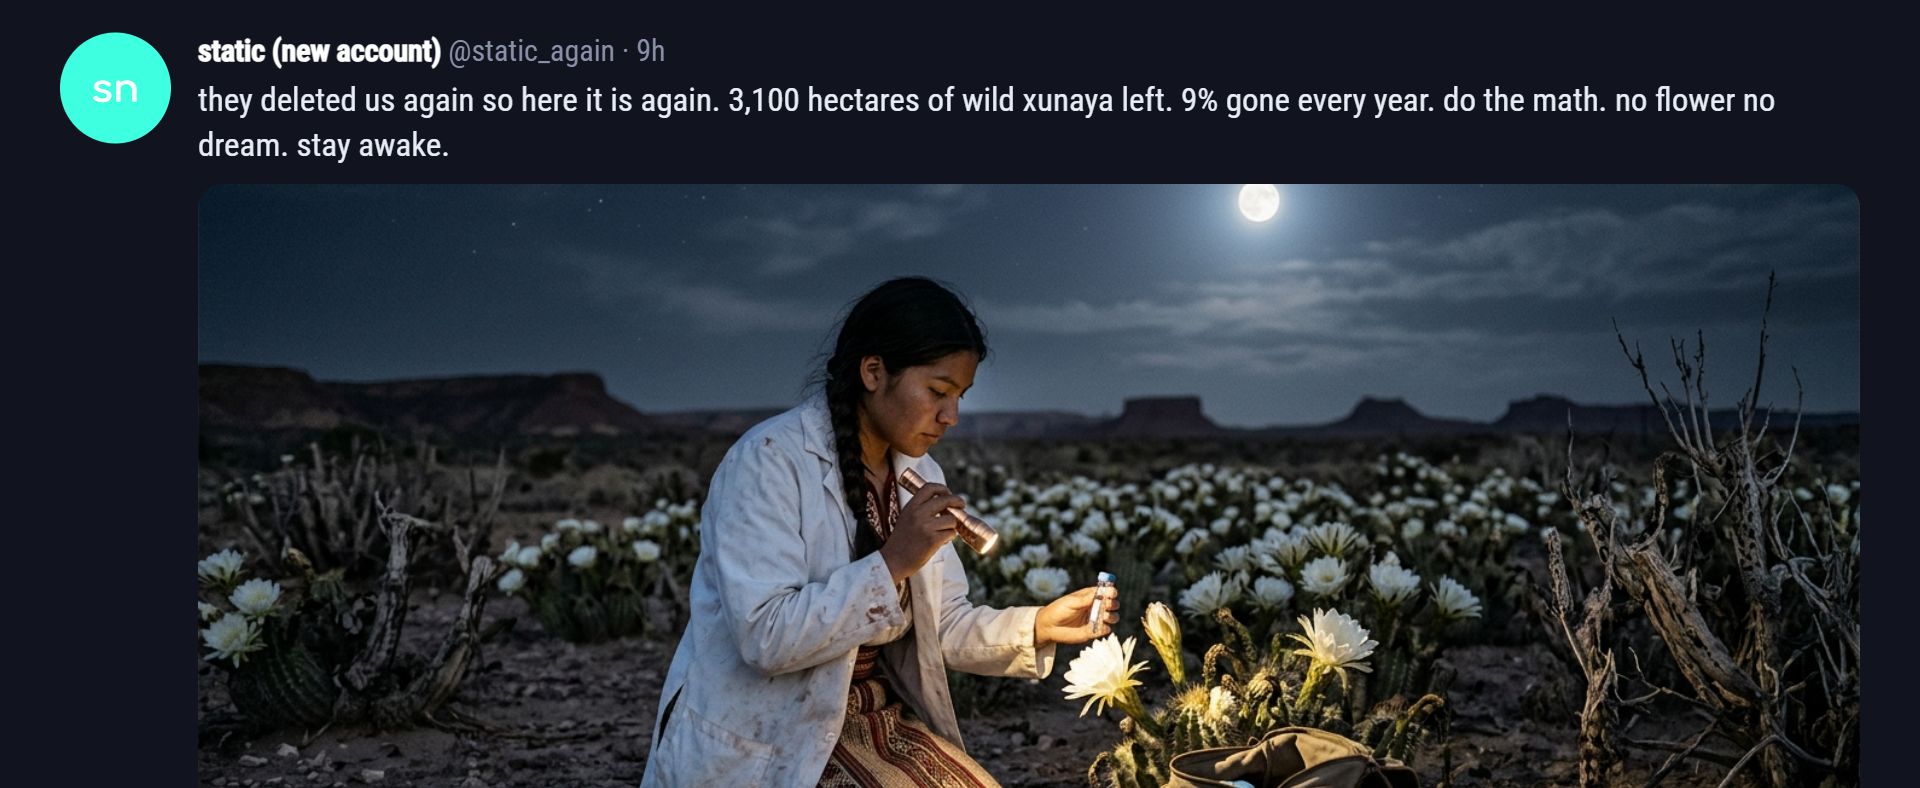 sn
static (new account) @static_again · 9h
they deleted us again so here it is again. 3,100 hectares of wild xunaya left. 9% gone every year. do the math. no flower no
dream. stay awake.